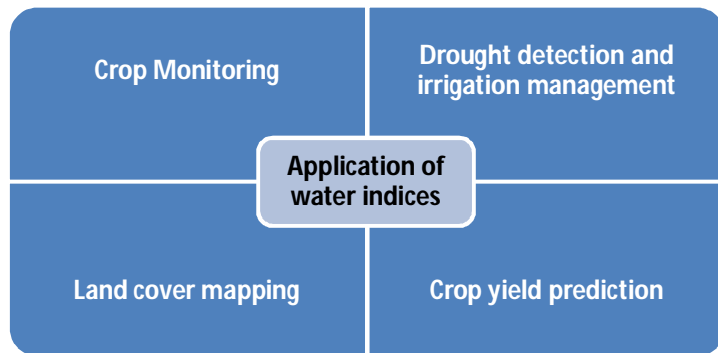 Crop Monitoring
Drought detection and
irrigation management
Application of
water indices
Land cover mapping
Crop yield prediction